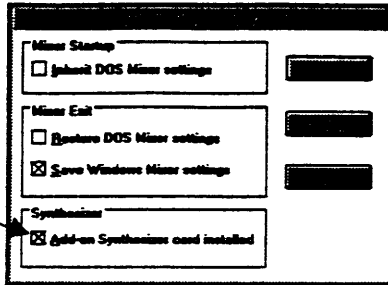 Mixer Startup
Inherit DOS Mixer settings
Mixer Exit
Restore DOS Mixer settings
Save Windows Mixer settings
Synthesizer
Add-on Synthesizer card installed